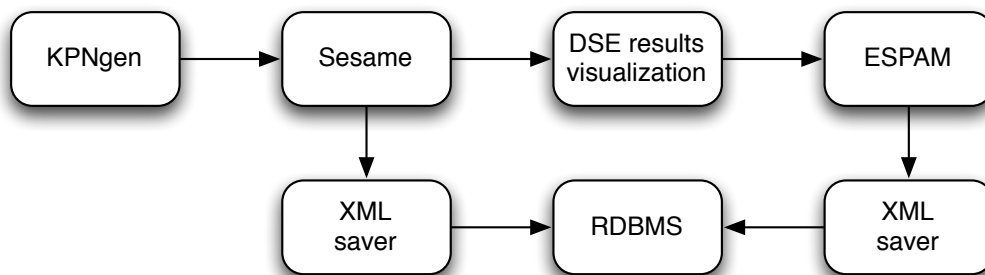 KPNgen
Sesame
DSE results
visualization
ESPAM
XML
saver
RDBMS
XML
saver